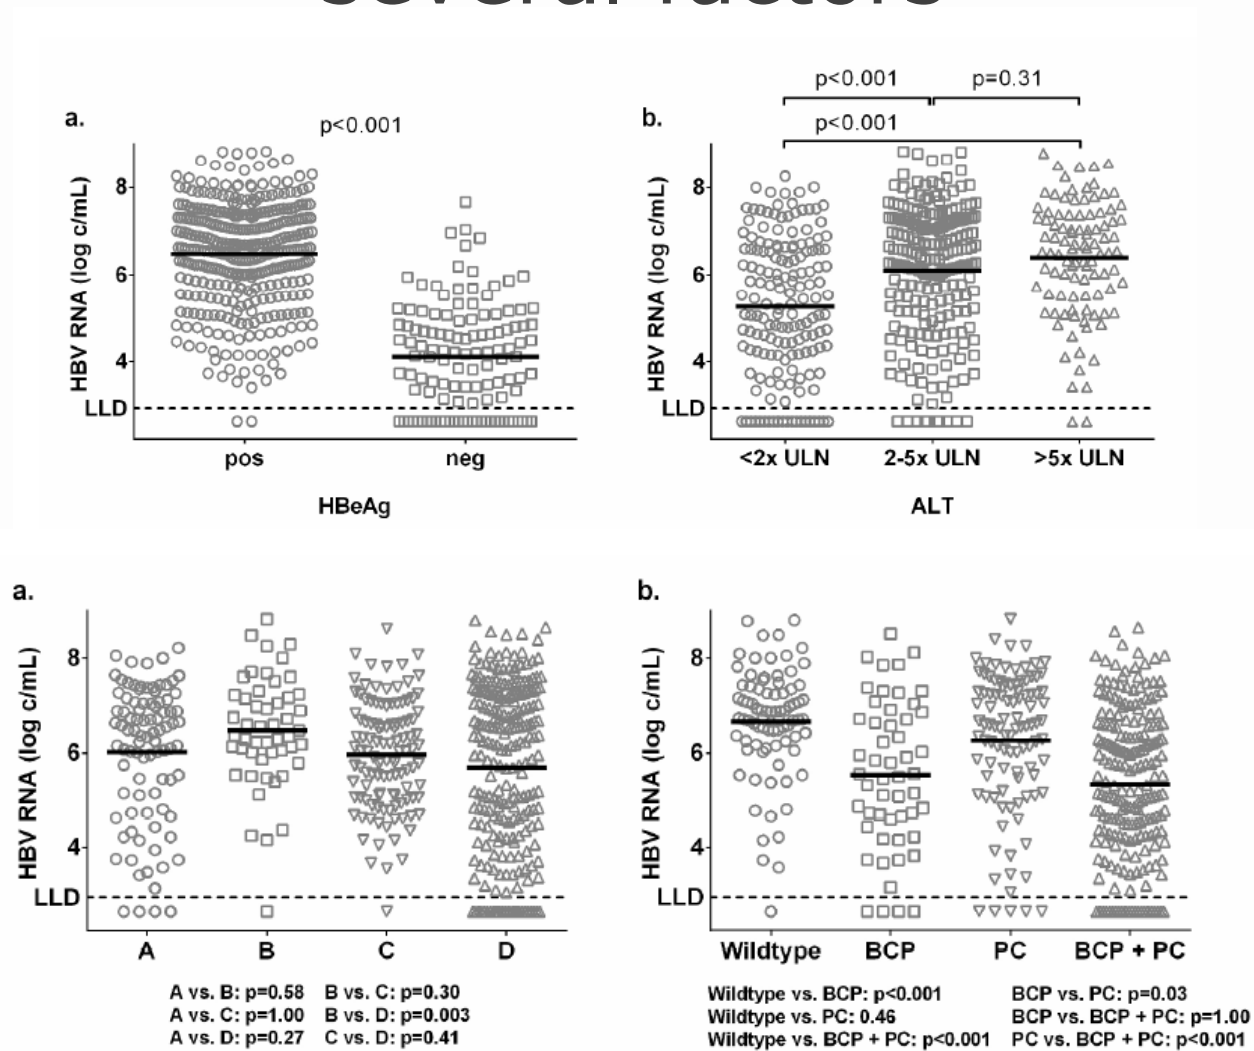 several factors
a.
p<0.001
HBV RNA (log c/mL)
8
6
4
LLD
pos neg
HBeAg
b.
p<0.001 p=0.31
p<0.001
HBV RNA (log c/mL)
8
6
4
LLD
<2x ULN 2-5x ULN >5x ULN
ALT
a.
HBV RNA (log c/mL)
8
6
4
LLD
A B C D
A vs. B: p=0.58 B vs. C: p=0.30
A vs. C: p=1.00 B vs. D: p=0.003
A vs. D: p=0.27 C vs. D: p=0.41
b.
HBV RNA (log c/mL)
8
6
4
LLD
Wildtype BCP PC BCP + PC
Wildtype vs. BCP: p<0.001 BCP vs. PC: p=0.03
Wildtype vs. PC: 0.46 BCP vs. BCP + PC: p=1.00
Wildtype vs. BCP + PC: p<0.001 PC vs. BCP + PC: p<0.001